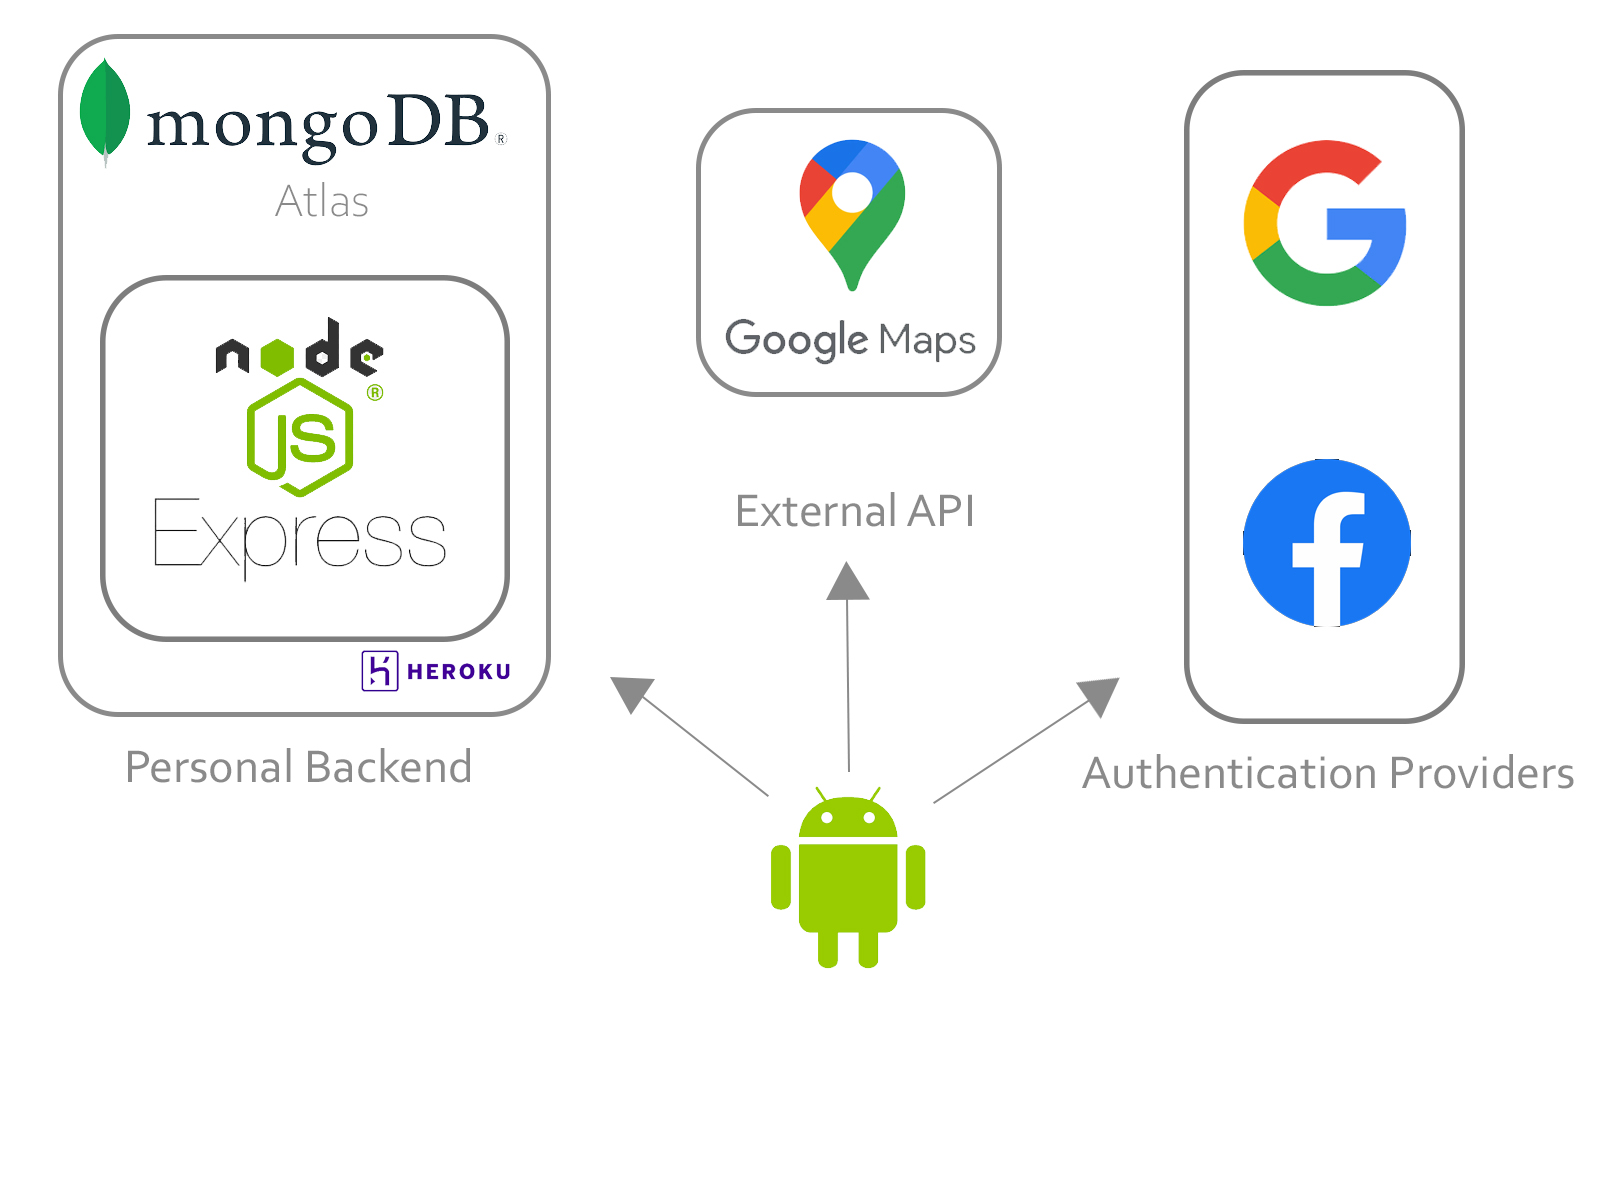 mongoDB®
Atlas
node
JS®
Express
HEROKU
Personal Backend
Google Maps
External API
Authentication Providers